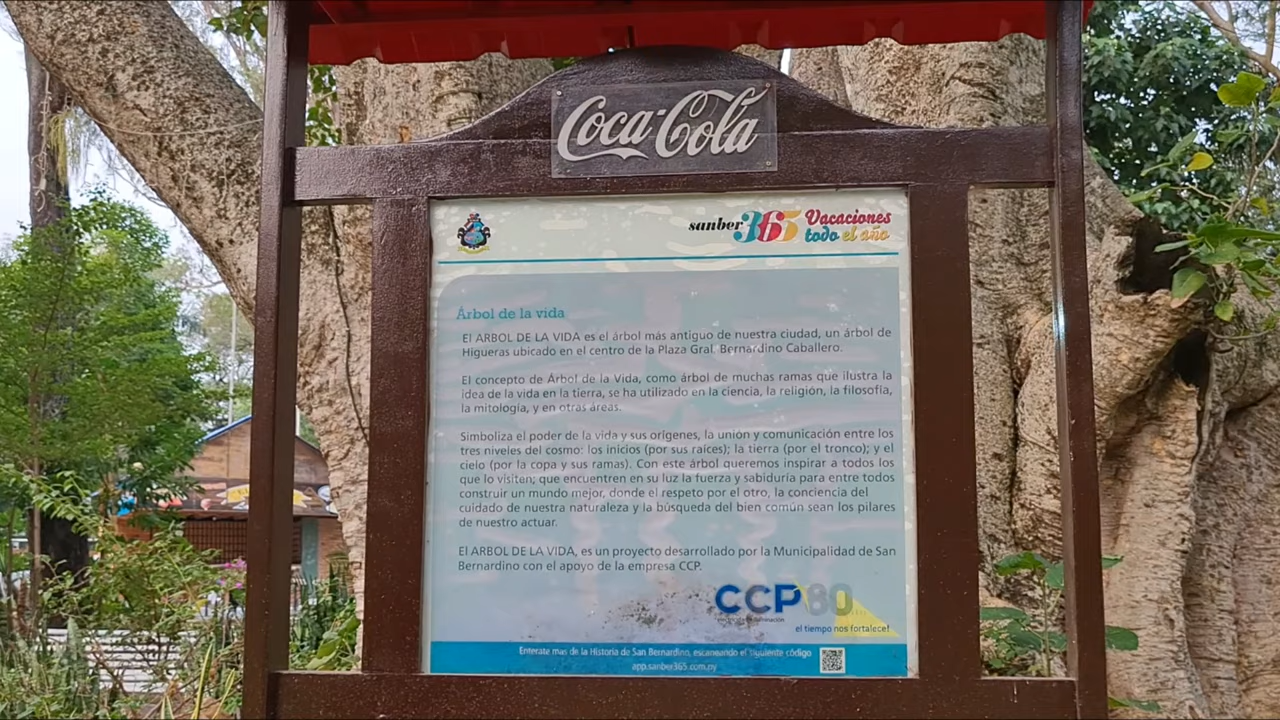 Coca-Cola
sanber365 Vacaciones
todo el año
Árbol de la vida
El ARBOL DE LA VIDA es el árbol más antiguo de nuestra ciudad, un árbol de
Higueras ubicado en el centro de la Plaza Gral. Bernardino Caballero.
El concepto de Árbol de la Vida, como árbol de muchas ramas que ilustra la
idea de la vida en la tierra, se ha utilizado en la ciencia, la religión, la filosofía,
la mitología, y en otras áreas.
Simboliza el poder de la vida y sus orígenes, la unión y comunicación entre los
tres niveles del cosmo: los inicios (por sus raíces); la tierra (por el tronco); y el
cielo (por la copa y sus ramas). Con este árbol queremos inspirar a todos los
que lo visiten; que encuentren en su luz la fuerza y sabiduría para entre todos
construir un mundo mejor, donde el respeto por el otro, la conciencia del
cuidado de nuestra naturaleza y la búsqueda del bien común sean los pilares
de nuestro actuar.
El ARBOL DE LA VIDA, es un proyecto desarrollado por la Municipalidad de San
Bernardino con el apoyo de la empresa CCP.
CCP 80
el tiempo nos fortalece!
Enterate mas de la Historia de San Bernardino, escaneando el siguiente código
app.sanber365.com.py